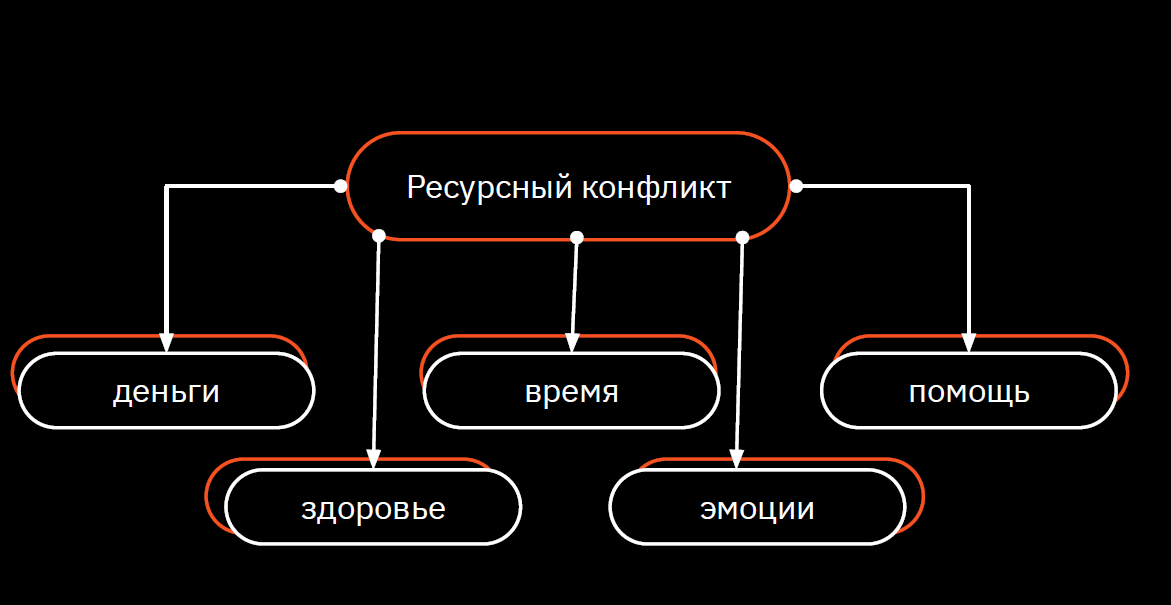 Ресурсный конфликт
деньги
время
помощь
здоровье
эмоции